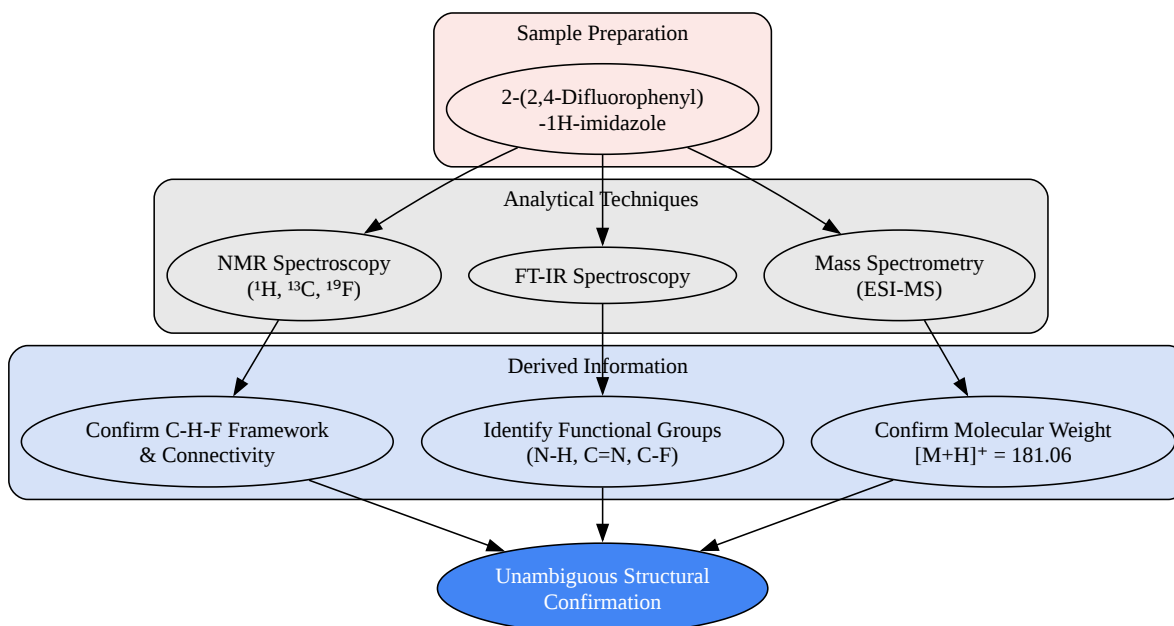 Sample Preparation
2-(2,4-Difluorophenyl)
-1H-imidazole
Analytical Techniques
NMR Spectroscopy
(¹H, ¹³C, ¹⁹F)
FT-IR Spectroscopy
Mass Spectrometry
(ESI-MS)
Derived Information
Confirm C-H-F Framework
& Connectivity
Identify Functional Groups
(N-H, C=N, C-F)
Confirm Molecular Weight
[M+H]⁺ = 181.06
Unambiguous Structural
Confirmation